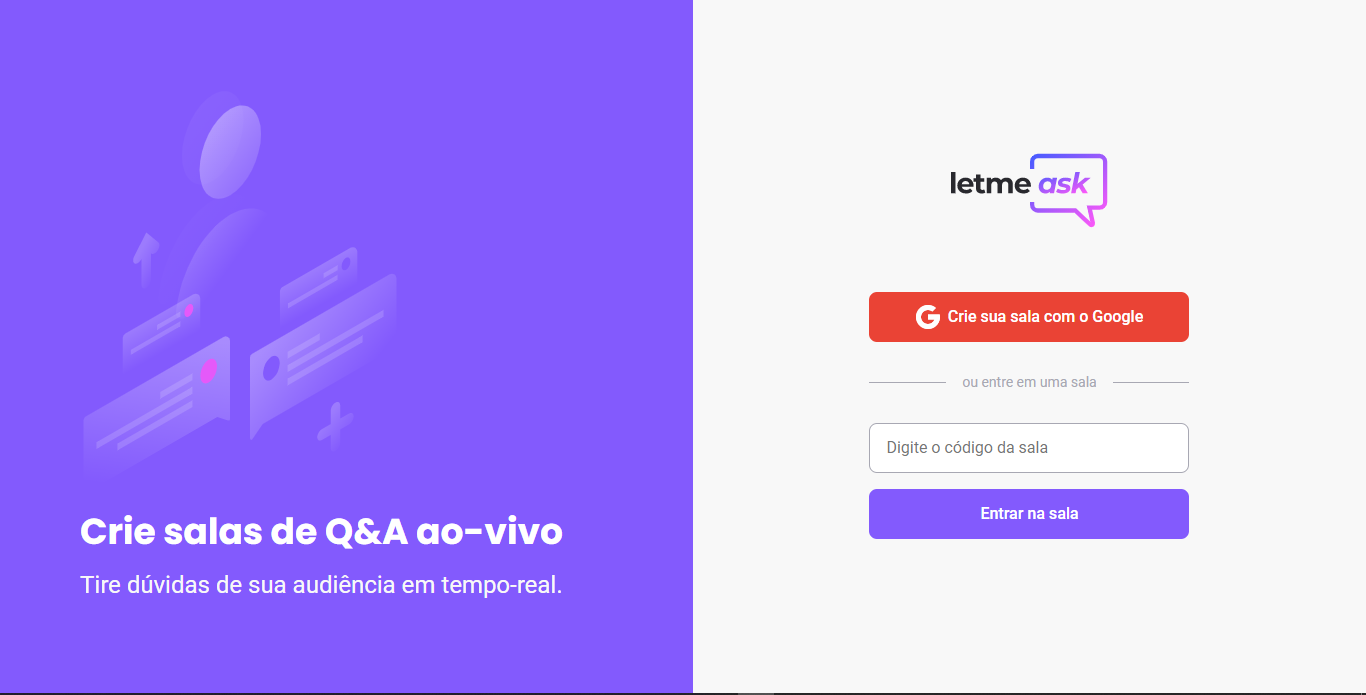 Crie salas de Q&A ao-vivo
Tire dúvidas de sua audiência em tempo-real.
letme ask
Crie sua sala com o Google
ou entre em uma sala
Digite o código da sala
Entrar na sala